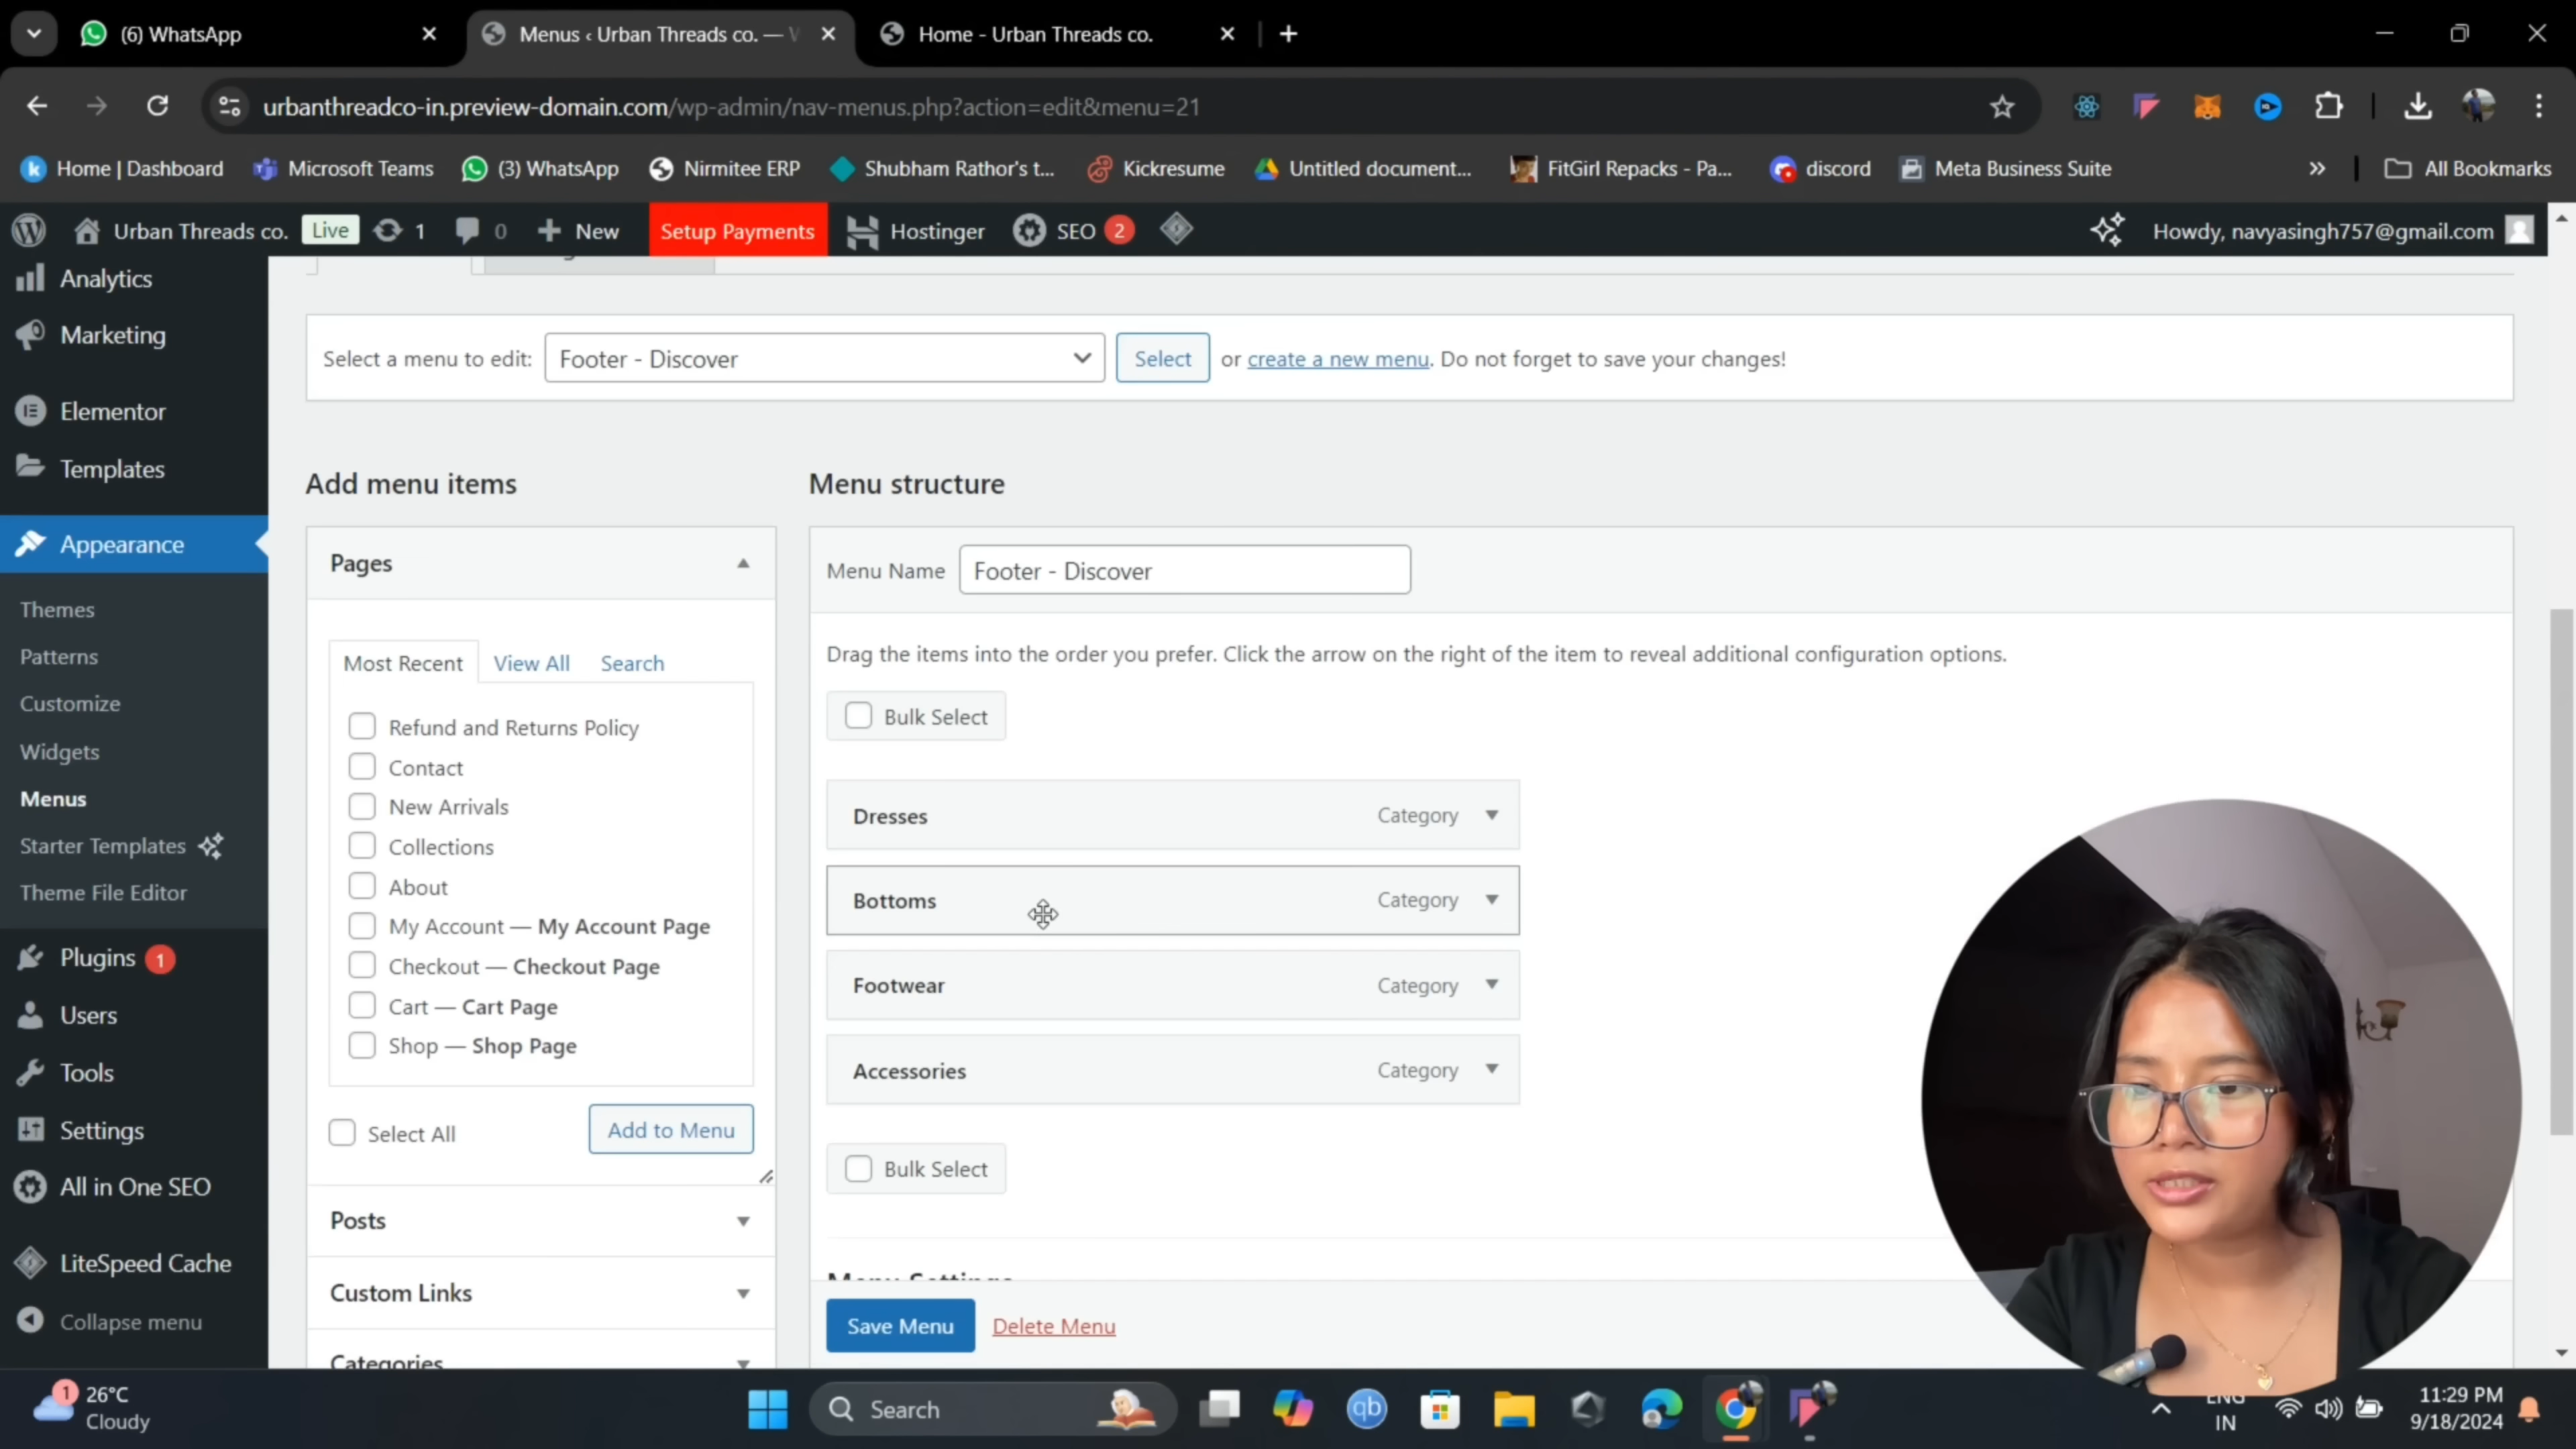 (6) WhatsApp
Menus ‹ Urban Threads co. —
Home - Urban Threads co.
urbanthreadco-in.preview-domain.com/wp-admin/nav-menus.php?action=edit&menu=21
Home | Dashboard
Microsoft Teams
(3) WhatsApp
Nirmitee ERP
Shubham Rathor's t...
Kickresume
Untitled document...
FitGirl Repacks - Pa...
discord
Meta Business Suite
All Bookmarks
Urban Threads co.
Live
1
0
New
Setup Payments
Hostinger
SEO 2
Howdy, navyasingh757@gmail.com
Analytics
Marketing
Elementor
Templates
Appearance
Themes
Patterns
Customize
Widgets
Menus
Starter Templates
Theme File Editor
Plugins 1
Users
Tools
Settings
All in One SEO
LiteSpeed Cache
Collapse menu
Select a menu to edit: Footer - Discover Select or create a new menu. Do not forget to save your changes!
Add menu items
Pages
Most Recent View All Search
Refund and Returns Policy
Contact
New Arrivals
Collections
About
My Account — My Account Page
Checkout — Checkout Page
Cart — Cart Page
Shop — Shop Page
Select All
Add to Menu
Posts
Custom Links
Categories
Menu structure
Menu Name Footer - Discover
Drag the items into the order you prefer. Click the arrow on the right of the item to reveal additional configuration options.
Bulk Select
Dresses Category
Bottoms Category
Footwear Category
Accessories Category
Bulk Select
Menu Settings
Save Menu Delete Menu
1
26°C
Cloudy
Search
ENG
IN
11:29 PM
9/18/2024